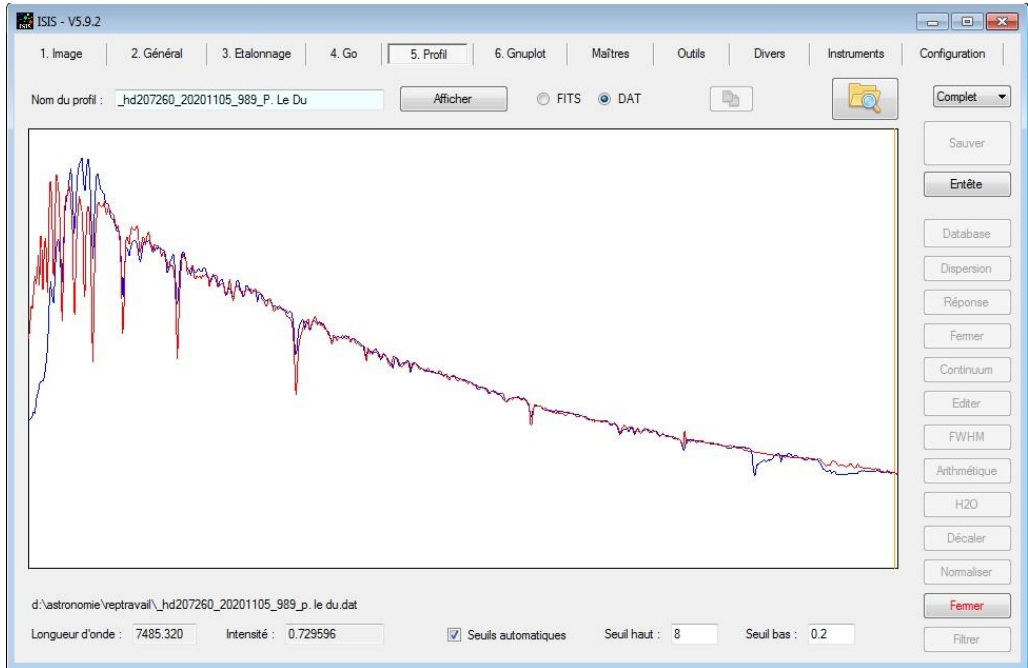 ISIS - V5.9.2
1. Image 2. Général 3. Etalonnage 4. Go 5. Profil 6. Gnuplot Maîtres Outils Divers Instruments Configuration
Nom du profil : _hd207260_20201105_989_P. Le Du Afficher FITS DAT Complet
Sauver
Entête
Database
Dispersion
Réponse
Fermer
Continuum
Editer
FWHM
Arithmétique
H2O
Décaler
Normaliser
d:\astronomie\reptravail\_hd207260_20201105_989_p. le du.dat Fermer
Longueur d'onde : 7485.320 Intensité : 0.729596 Seuils automatiques Seuil haut : 8 Seuil bas : 0.2 Filtrer